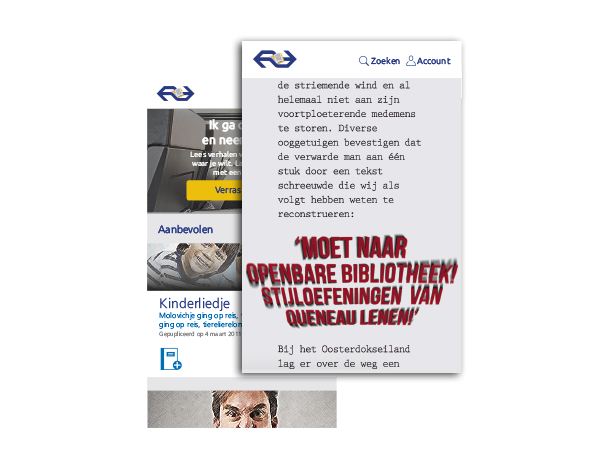 Zoeken Account
de striemende wind en al
helemaal niet aan zijn
voortploeterende medemens
te storen. Diverse
ooggetuigen bevestigen dat
de verwarde man aan één
stuk door een tekst
schreeuwde die wij als
volgt hebben weten te
reconstrueren:
‘MOET NAAR
OPENBARE BIBLIOTHEEK!
STIJLOEFENINGEN VAN
QUENEAU LENEN!’
Bij het Oosterdokseiland
lag er over de weg een
Ik ga
en neem
Lees verhalen
waar je wilt.
met een
Verras
Aanbevolen
Kinderliedje
Molovichje ging op reis,
ging op reis, tierelierelom
Gepubliceerd op 4 maart 2011